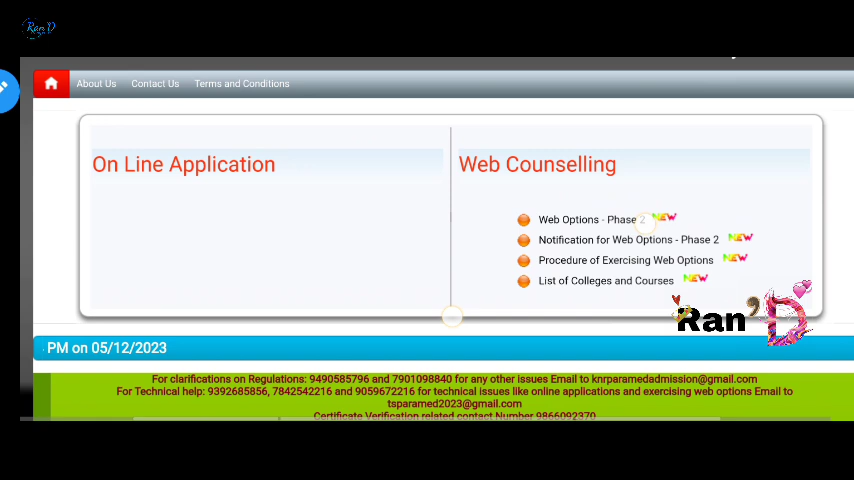 Ran'D
About Us Contact Us Terms and Conditions
On Line Application
Web Counselling
Web Options - Phase 2 NEW
Notification for Web Options - Phase 2 NEW
Procedure of Exercising Web Options NEW
List of Colleges and Courses NEW
Ran'D
PM on 05/12/2023
For clarifications on Regulations: 9490585796 and 7901098840 for any other issues Email to knrparamedadmission@gmail.com
For Technical help: 9392685856, 7842542216 and 9059672216 for technical issues like online applications and exercising web options Email to
tsparamed2023@gmail.com
Certificate Verification related contact Number 9866092370